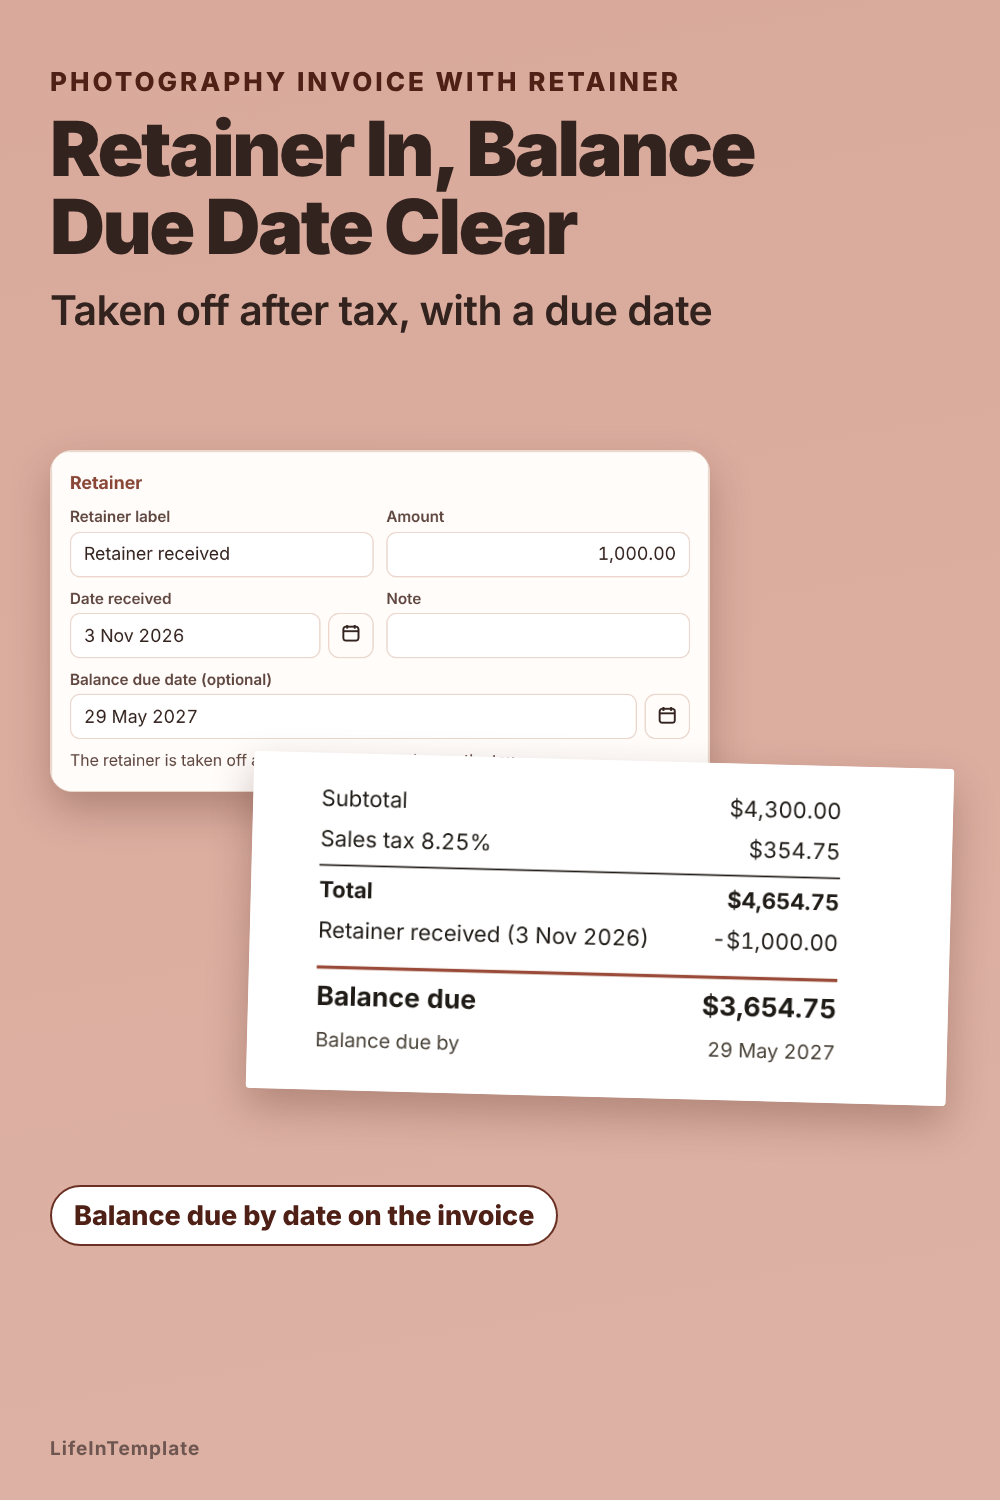 PHOTOGRAPHY INVOICE WITH RETAINER
Retainer In, Balance
Due Date Clear
Taken off after tax, with a due date
Retainer
Retainer label
Amount
Retainer received
1,000.00
Date received
Note
3 Nov 2026
Balance due date (optional)
29 May 2027
The retainer is taken off
Subtotal $4,300.00
Sales tax 8.25% $354.75
Total $4,654.75
Retainer received (3 Nov 2026) -$1,000.00
Balance due $3,654.75
Balance due by 29 May 2027
Balance due by date on the invoice
LifeInTemplate